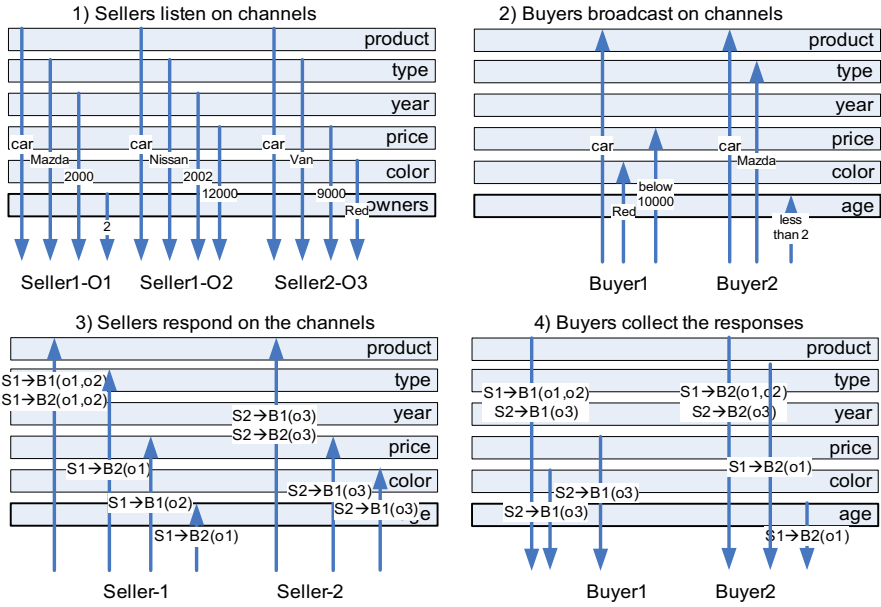 1) Sellers listen on channels
product
type
year
price
color
owners
car
Mazda
2000
2
car
Nissan
2002
12000
car
Van
9000
Red
Seller1-O1
Seller1-O2
Seller2-O3
2) Buyers broadcast on channels
product
type
year
price
color
age
car
Red
below
10000
car
Mazda
less
than 2
Buyer1
Buyer2
3) Sellers respond on the channels
product
type
year
price
color
S1→B1(o1,o2)
S1→B2(o1,o2)
S1→B2(o1)
S1→B1(o2)
S1→B2(o1)
S2→B1(o3)
S2→B2(o3)
S2→B1(o3)
S2→B1(o3)
Seller-1
Seller-2
4) Buyers collect the responses
product
type
year
price
color
age
S1→B1(o1,o2)
S2→B1(o3)
S2→B1(o3)
S2→B1(o3)
S1→B2(o1,o2)
S2→B2(o3)
S1→B2(o1)
S1→B2(o1)
Buyer1
Buyer2